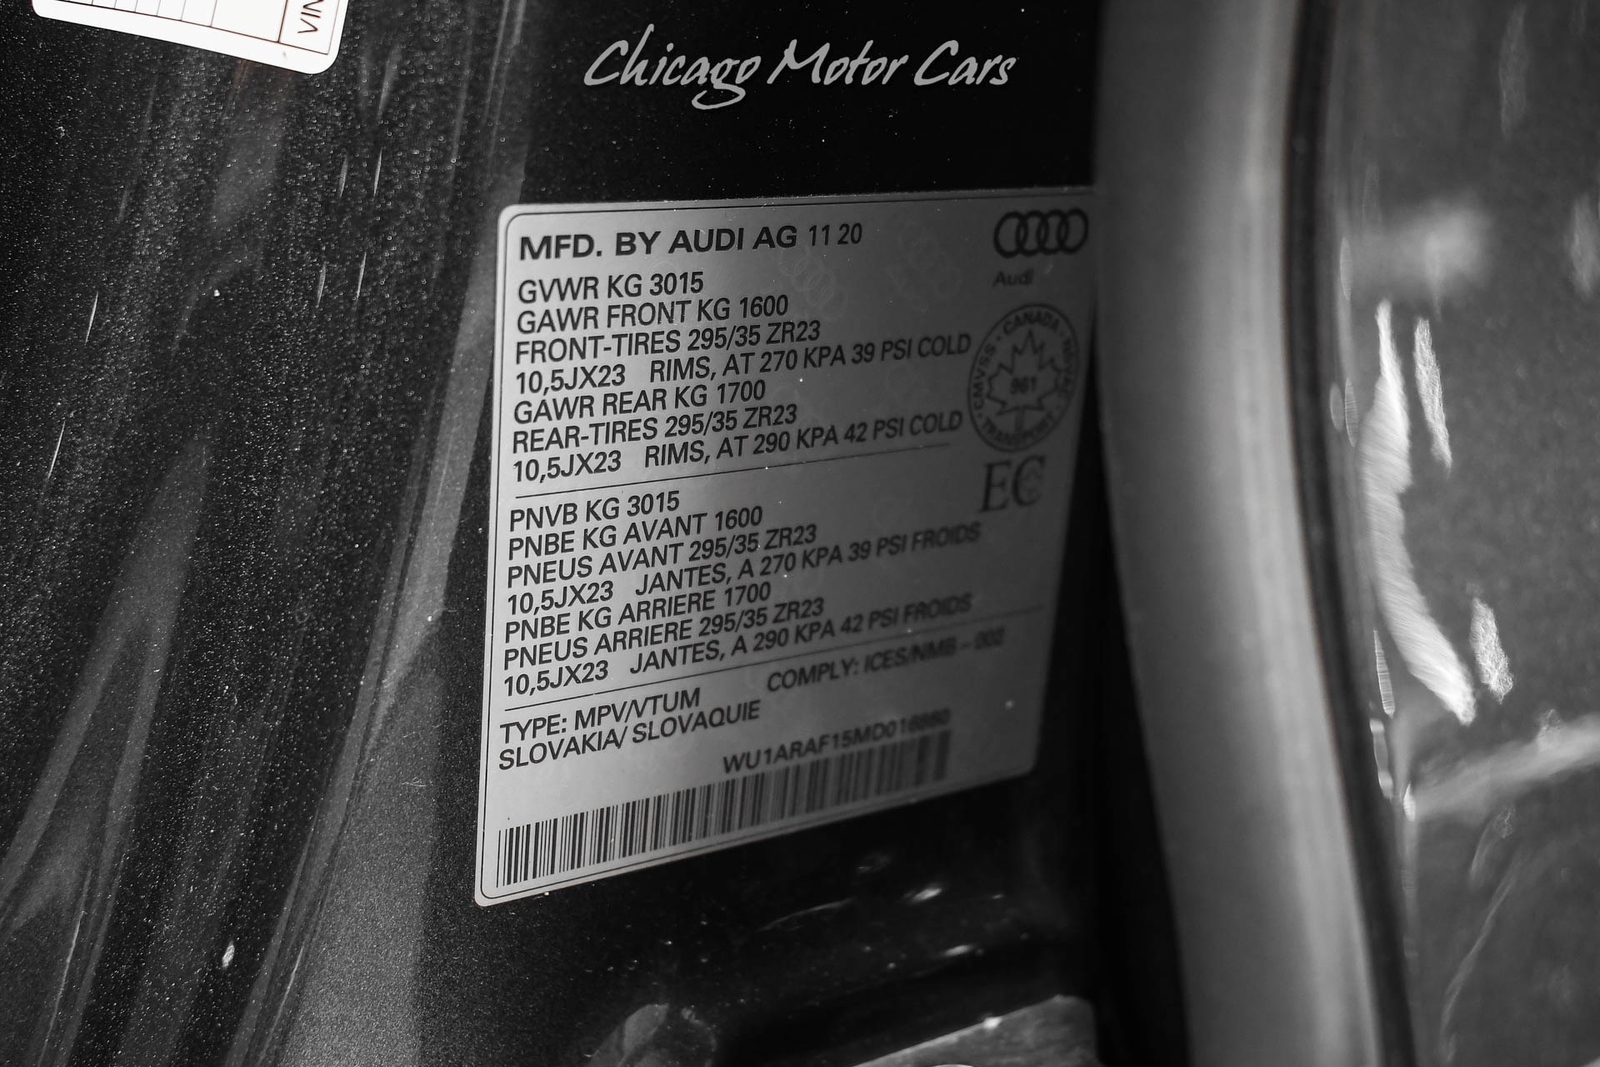 VIN
Chicago Motor Cars
MFD. BY AUDI AG 11 20
Audi
GVWR KG 3015
GAWR FRONT KG 1600
FRONT-TIRES 295/35 ZR23
10,5JX23 RIMS, AT 270 KPA 39 PSI COLD
GAWR REAR KG 1700
REAR-TIRES 295/35 ZR23
10,5JX23 RIMS, AT 290 KPA 42 PSI COLD
CANADA
TRANSPORT
961
EC
PNVB KG 3015
PNBE KG AVANT 1600
PNEUS AVANT 295/35 ZR23
10,5JX23 JANTES, A 270 KPA 39 PSI FROIDS
PNBE KG ARRIERE 1700
PNEUS ARRIERE 295/35 ZR23
10,5JX23 JANTES, A 290 KPA 42 PSI FROIDS
TYPE: MPV/VTUM COMPLY: ICES/NMB - 002
SLOVAKIA/ SLOVAQUIE